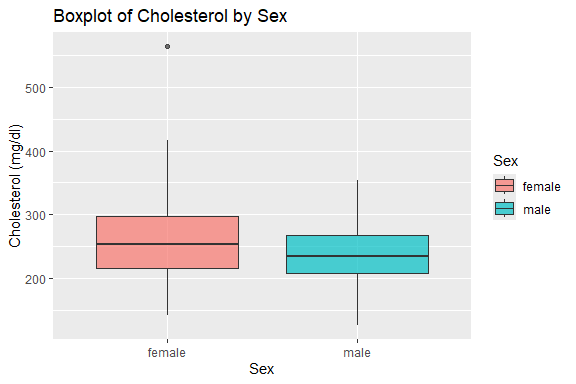 Boxplot of Cholesterol by Sex
Cholesterol (mg/dl)
500
400
300
200
female male
Sex
Sex
female
male